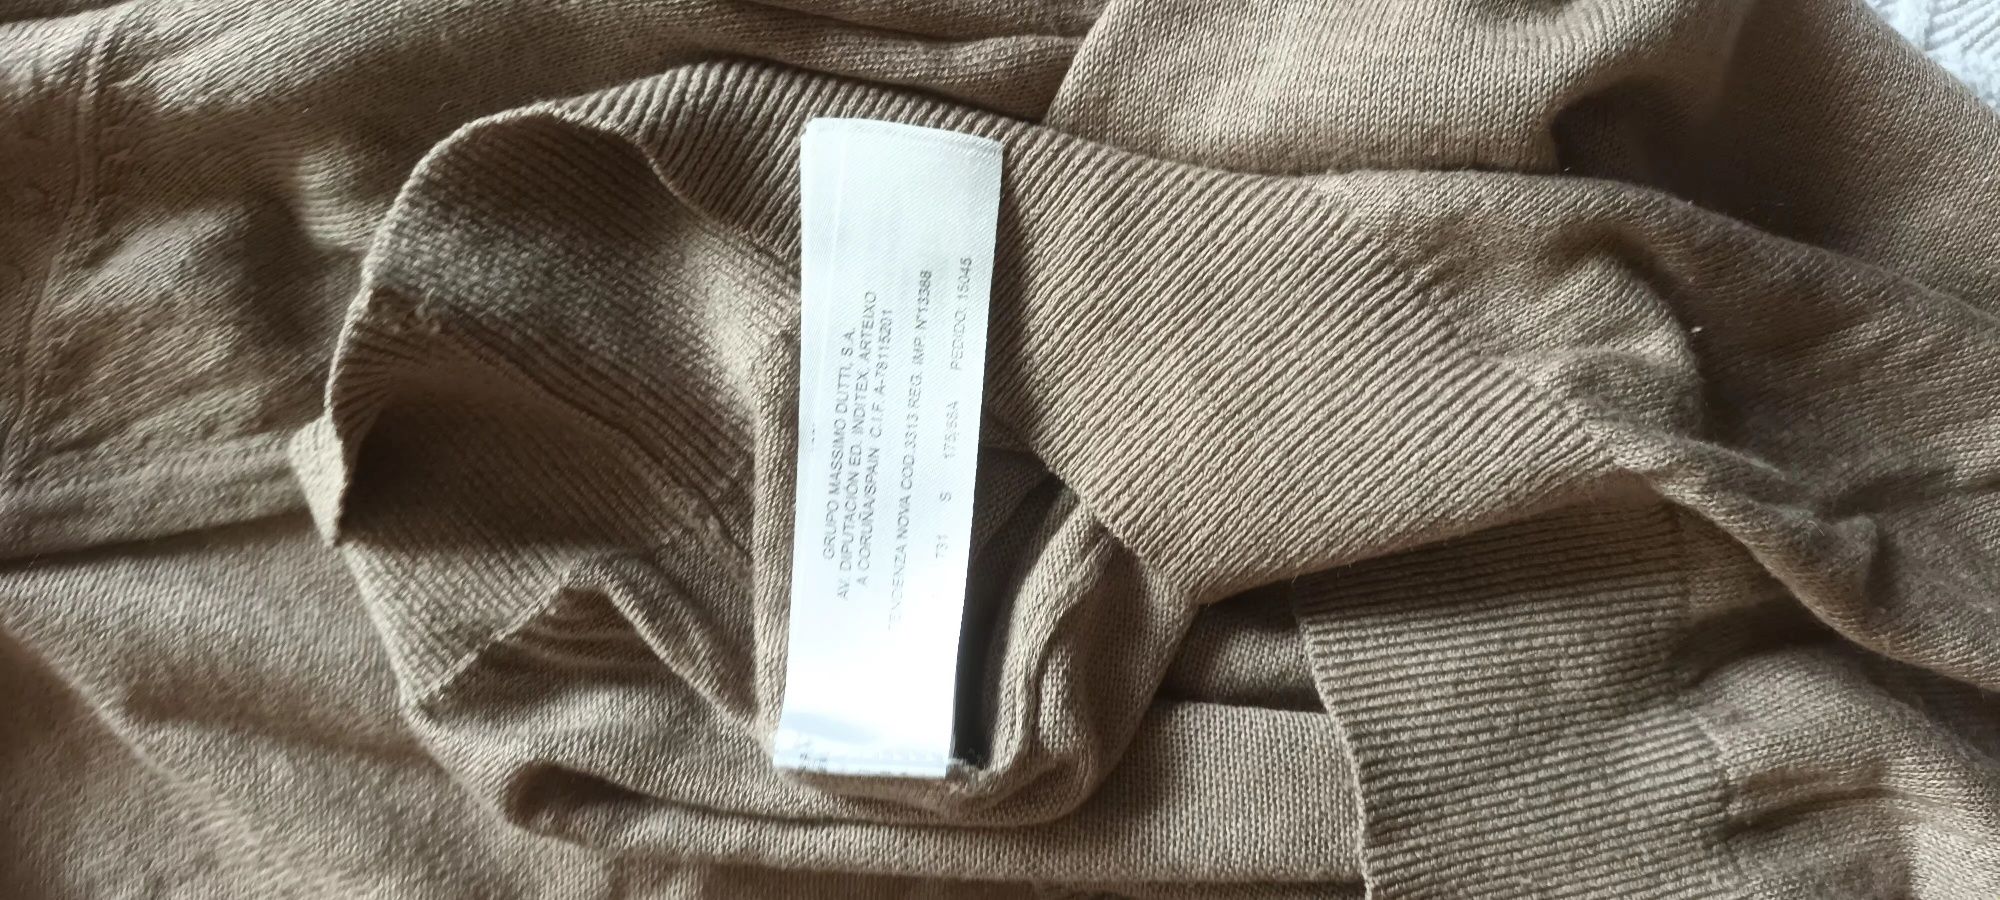 GRUPO MASSIMO DUTTI, S.A.
AV. DIPUTACIÓN ED. INDITEX, ARTEIXO
A CORUÑA/SPAIN C.I.F. A-78115201
TENDENZA NOVA COD.3313 REG. IMP. Nº13368
731 S 175,88A PEDIDO: 15045